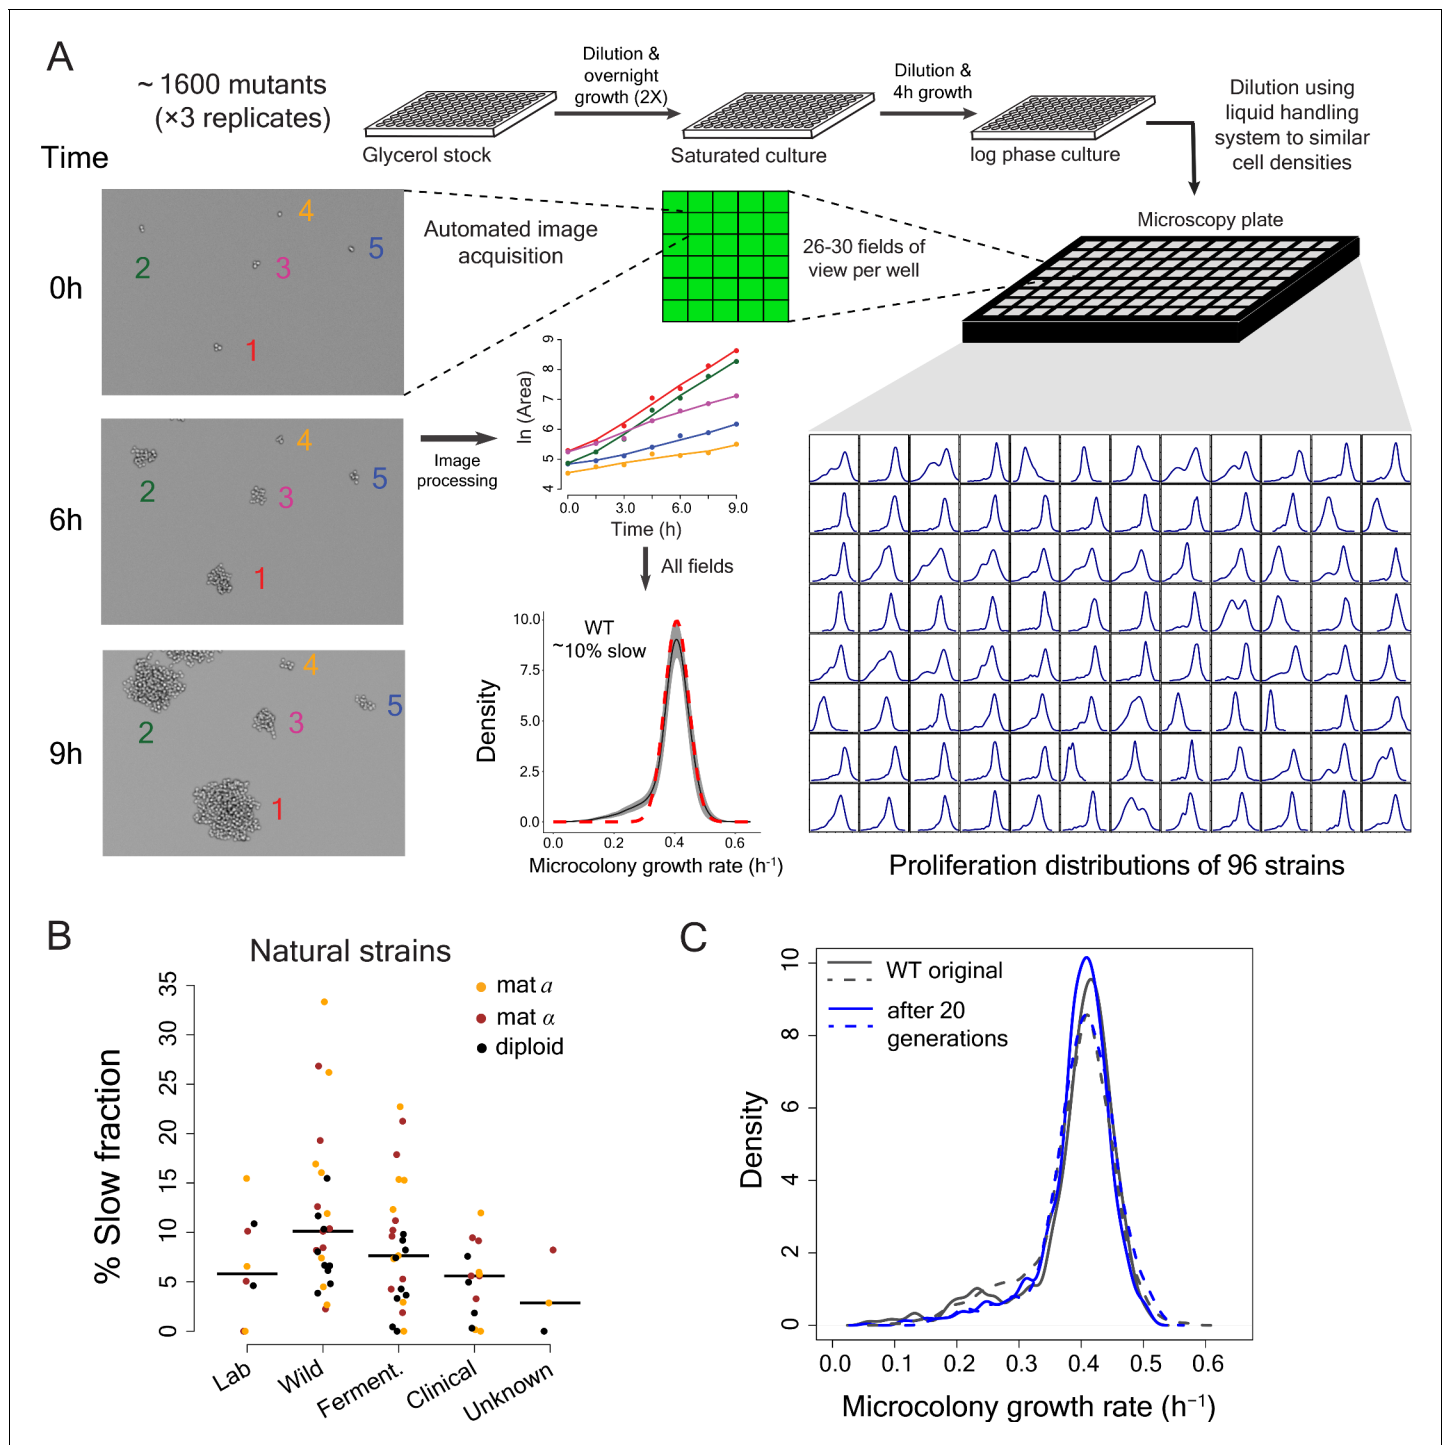 A
~ 1600 mutants
(×3 replicates)
Glycerol stock
Dilution &
overnight
growth (2X)
Saturated culture
Dilution &
4h growth
log phase culture
Dilution using
liquid handling
system to similar
cell densities
Time
0h
4
5
2
3
1
6h
4
5
2
3
1
9h
4
5
2
3
1
Automated image
acquisition
26-30 fields of
view per well
Microscopy plate
Image
processing
ln (Area)
9
8
7
6
5
4
0.0 3.0 6.0 9.0
Time (h)
All fields
WT
~10% slow
Density
10.0
7.5
5.0
2.5
0.0
0.0 0.2 0.4 0.6
Microcolony growth rate (h⁻¹)
Proliferation distributions of 96 strains
B
Natural strains
mat a
mat α
diploid
% Slow fraction
35
30
25
20
15
10
5
0
Lab
Wild
Ferment.
Clinical
Unknown
C
WT original
after 20
generations
Density
10
8
6
4
2
0
0.0 0.1 0.2 0.3 0.4 0.5 0.6
Microcolony growth rate (h⁻¹)